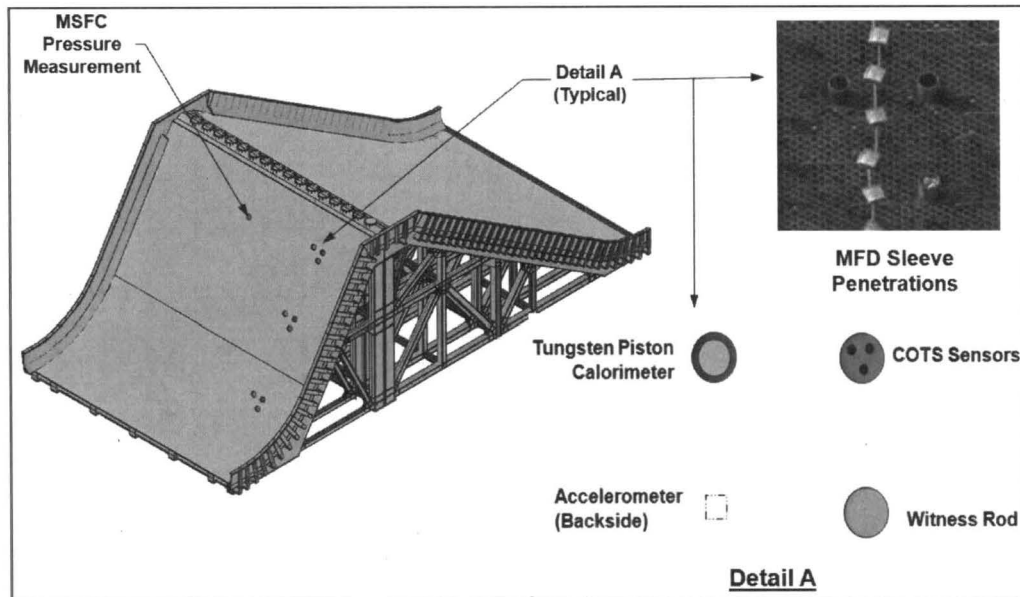 MSFC
Pressure
Measurement
Detail A
(Typical)
MFD Sleeve
Penetrations
Tungsten Piston
Calorimeter
COTS Sensors
Accelerometer
(Backside)
Witness Rod
Detail A